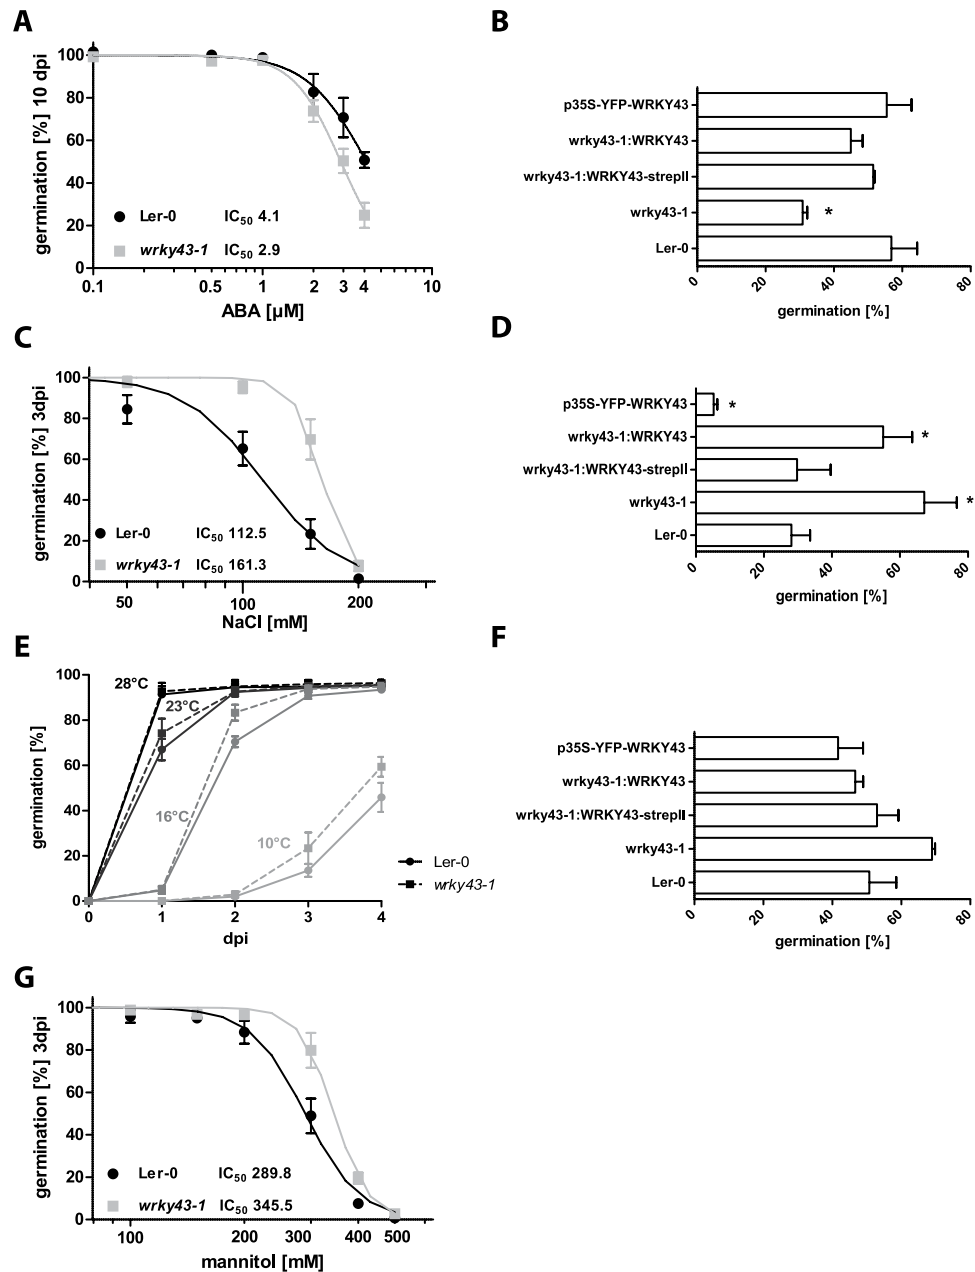 A
germination [%] 10 dpi
100
80
60
40
20
0
Ler-0 IC50 4.1
wrky43-1 IC50 2.9
0.1 0.5 1 2 3 4 10
ABA [µM]
B
p35S-YFP-WRKY43
wrky43-1:WRKY43
wrky43-1:WRKY43-strepII
wrky43-1 *
Ler-0
0 20 40 60 80
germination [%]
C
germination [%] 3dpi
100
80
60
40
20
0
Ler-0 IC50 112.5
wrky43-1 IC50 161.3
50 100 200
NaCl [mM]
D
p35S-YFP-WRKY43 *
wrky43-1:WRKY43 *
wrky43-1:WRKY43-strepII
wrky43-1 *
Ler-0
0 20 40 60 80
germination [%]
E
germination [%]
100
80
60
40
20
0
28°C
23°C
16°C
10°C
Ler-0
wrky43-1
0 1 2 3 4
dpi
F
p35S-YFP-WRKY43
wrky43-1:WRKY43
wrky43-1:WRKY43-strepII
wrky43-1
Ler-0
0 20 40 60 80
germination [%]
G
germination [%] 3dpi
100
80
60
40
20
0
Ler-0 IC50 289.8
wrky43-1 IC50 345.5
100 200 300 400 500
mannitol [mM]